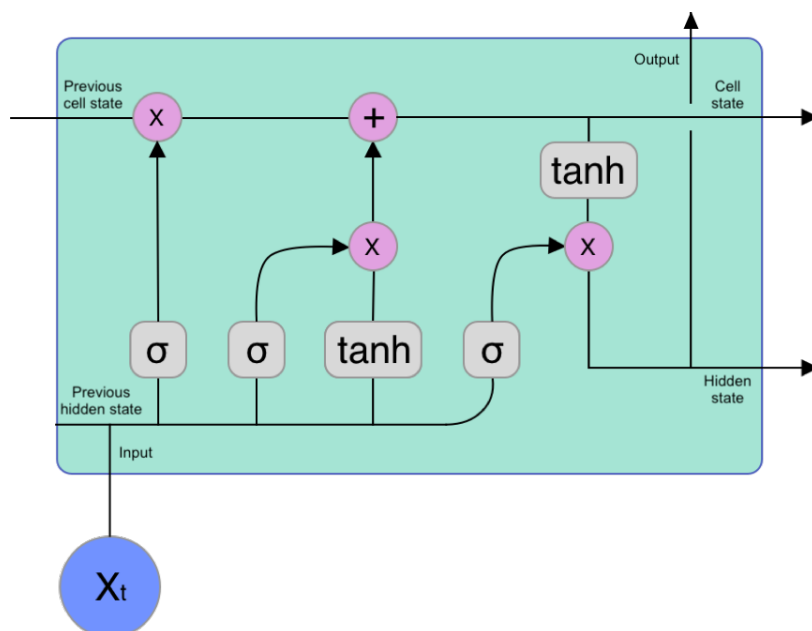 Output
Previous
cell state
Cell
state
x
+
tanh
x
x
σ
σ
tanh
σ
Previous
hidden state
Hidden
state
Input
Xt